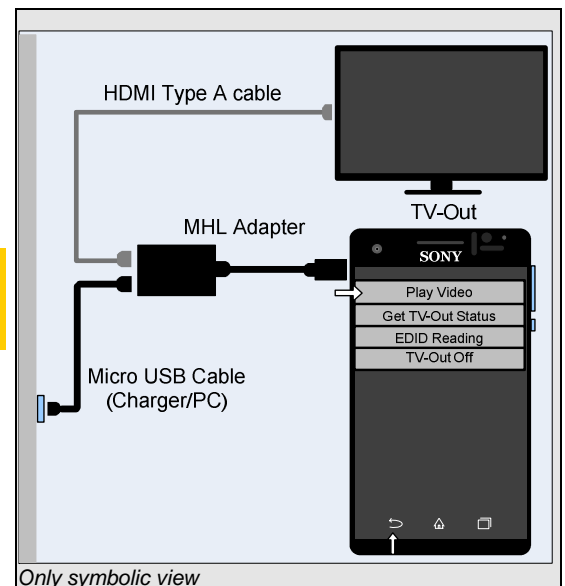 HDMI Type A cable
TV-Out
MHL Adapter
SONY
Play Video
Get TV-Out Status
EDID Reading
TV-Out Off
Micro USB Cable
(Charger/PC)
Only symbolic view